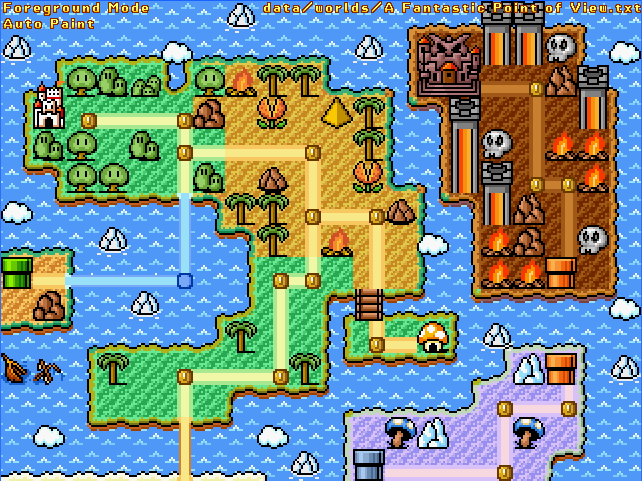 Foreground Mode
data/worlds/A Fantastic Point of View.txt
Auto Paint